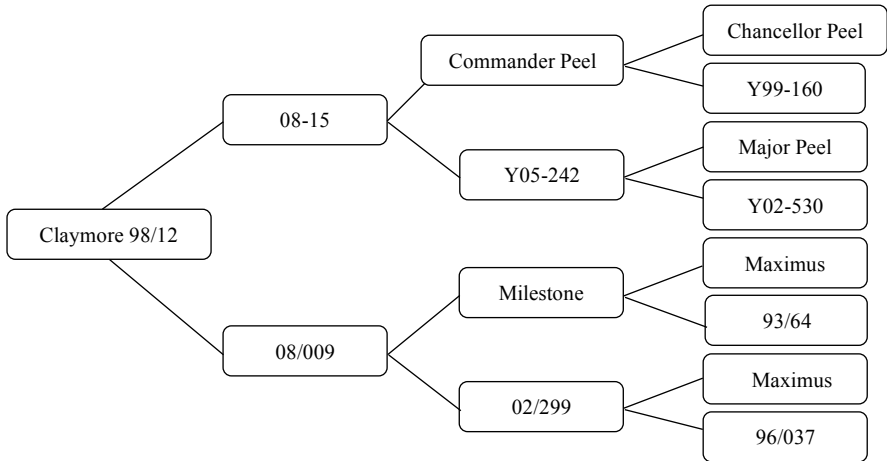 Chancellor Peel
Commander Peel
Y99-160
08-15
Major Peel
Y05-242
Y02-530
Claymore 98/12
Maximus
Milestone
93/64
08/009
Maximus
02/299
96/037